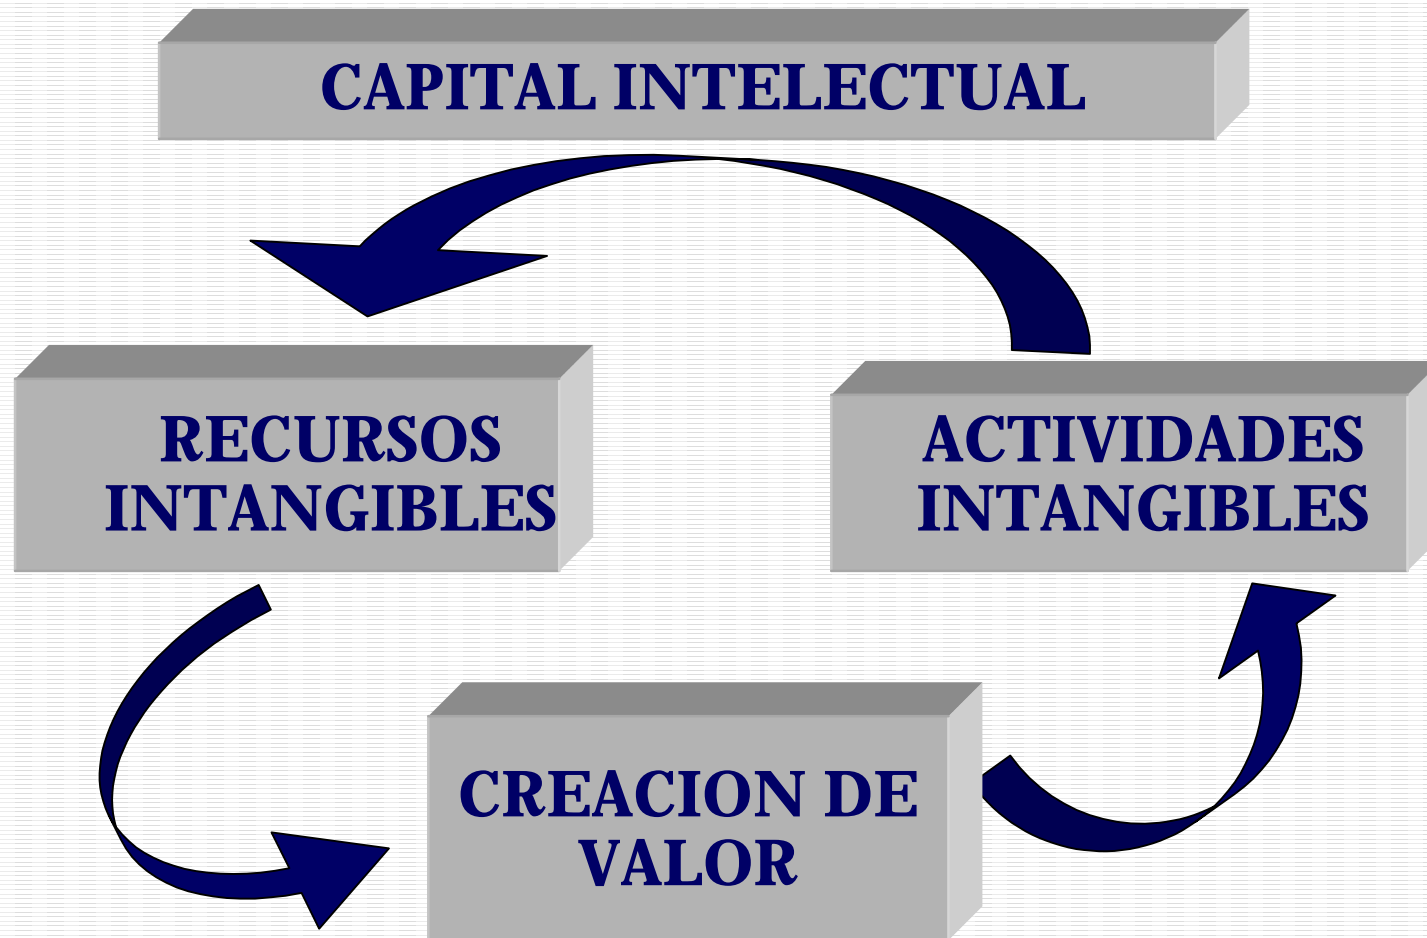 CAPITAL INTELECTUAL
RECURSOS
INTANGIBLES
ACTIVIDADES
INTANGIBLES
CREACION DE
VALOR